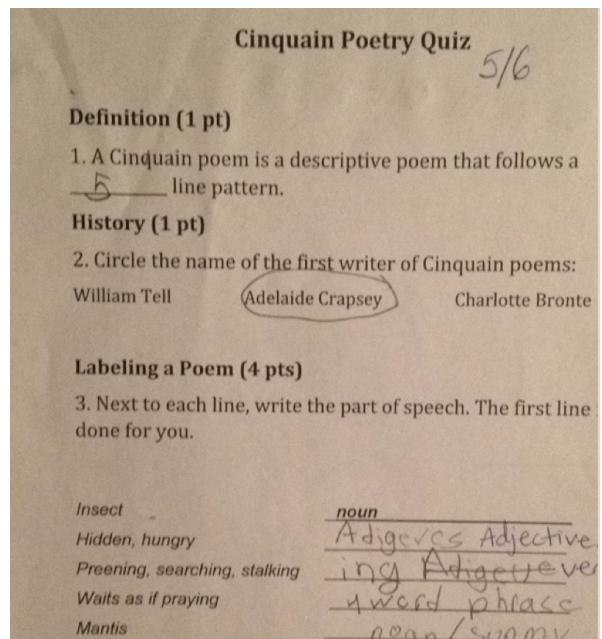 Cinquain Poetry Quiz
5/6
Definition (1 pt)
1. A Cinquain poem is a descriptive poem that follows a
5 line pattern.
History (1 pt)
2. Circle the name of the first writer of Cinquain poems:
William Tell Adelaide Crapsey Charlotte Bronte
Labeling a Poem (4 pts)
3. Next to each line, write the part of speech. The first line
done for you.
Insect noun
Hidden, hungry Adigeves Adjective
Preening, searching, stalking ing
Waits as if praying 4 word phrase
Mantis noan/sunmy